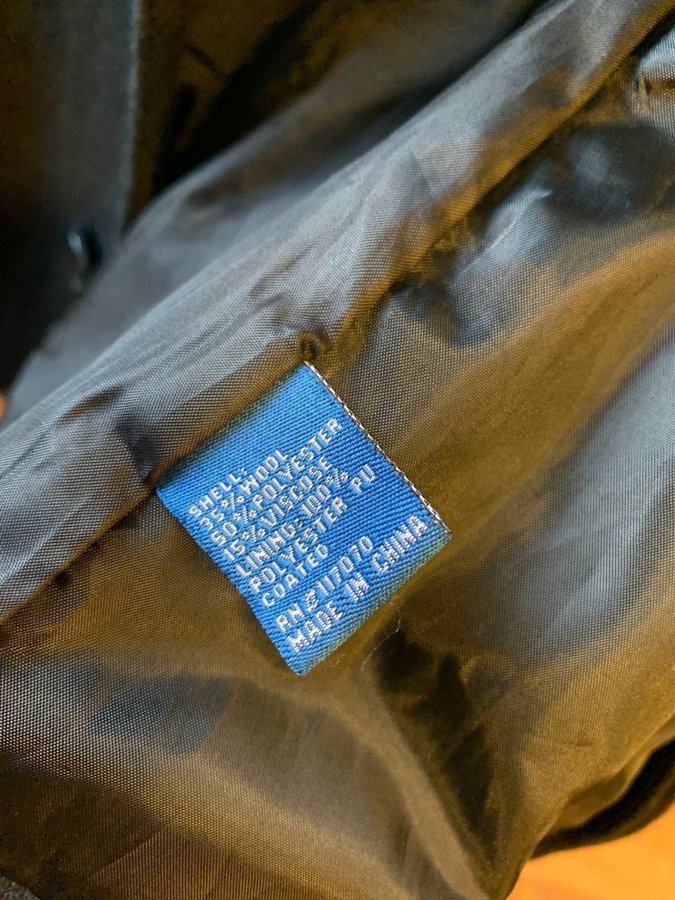 SHELL:
35%WOOL
50%POLYESTER
15%VISCOSE
LINING: 100%
POLYESTER PU
COATED
RN#117070
MADE IN CHINA